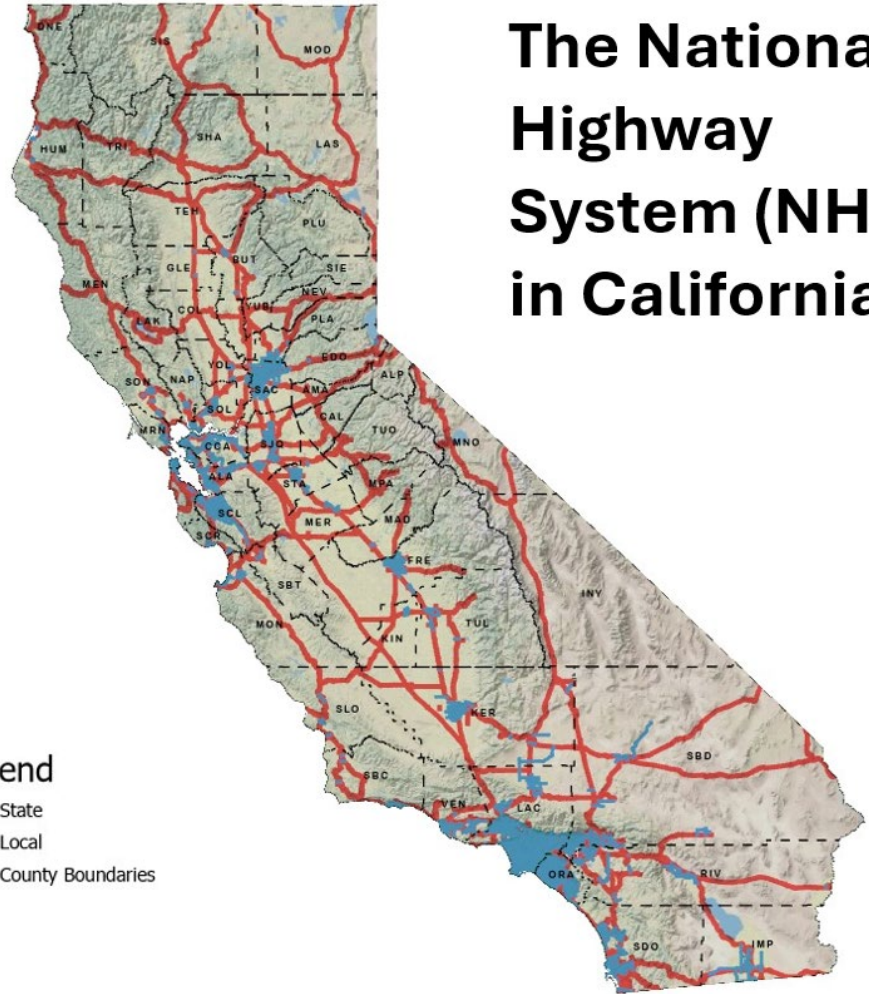 The Nationa
Highway
System (NH
in California
DNE
SIS
MOD
HUM
TRI
SHA
LAS
TEH
PLU
GLE
BUT
SIE
MEN
COL
YUB
NEV
LAK
PLA
YOL
EDO
SON
NAP
SAC
AMA
ALP
SOL
CAL
MRN
CCA
SJQ
TUO
MNO
ALA
STA
MPA
SCL
MER
MAD
SCR
FRE
SBT
INY
MON
KIN
TUL
SLO
KER
SBD
SBC
VEN
LAC
ORA
RIV
SDO
IMP
end
State
Local
County Boundaries